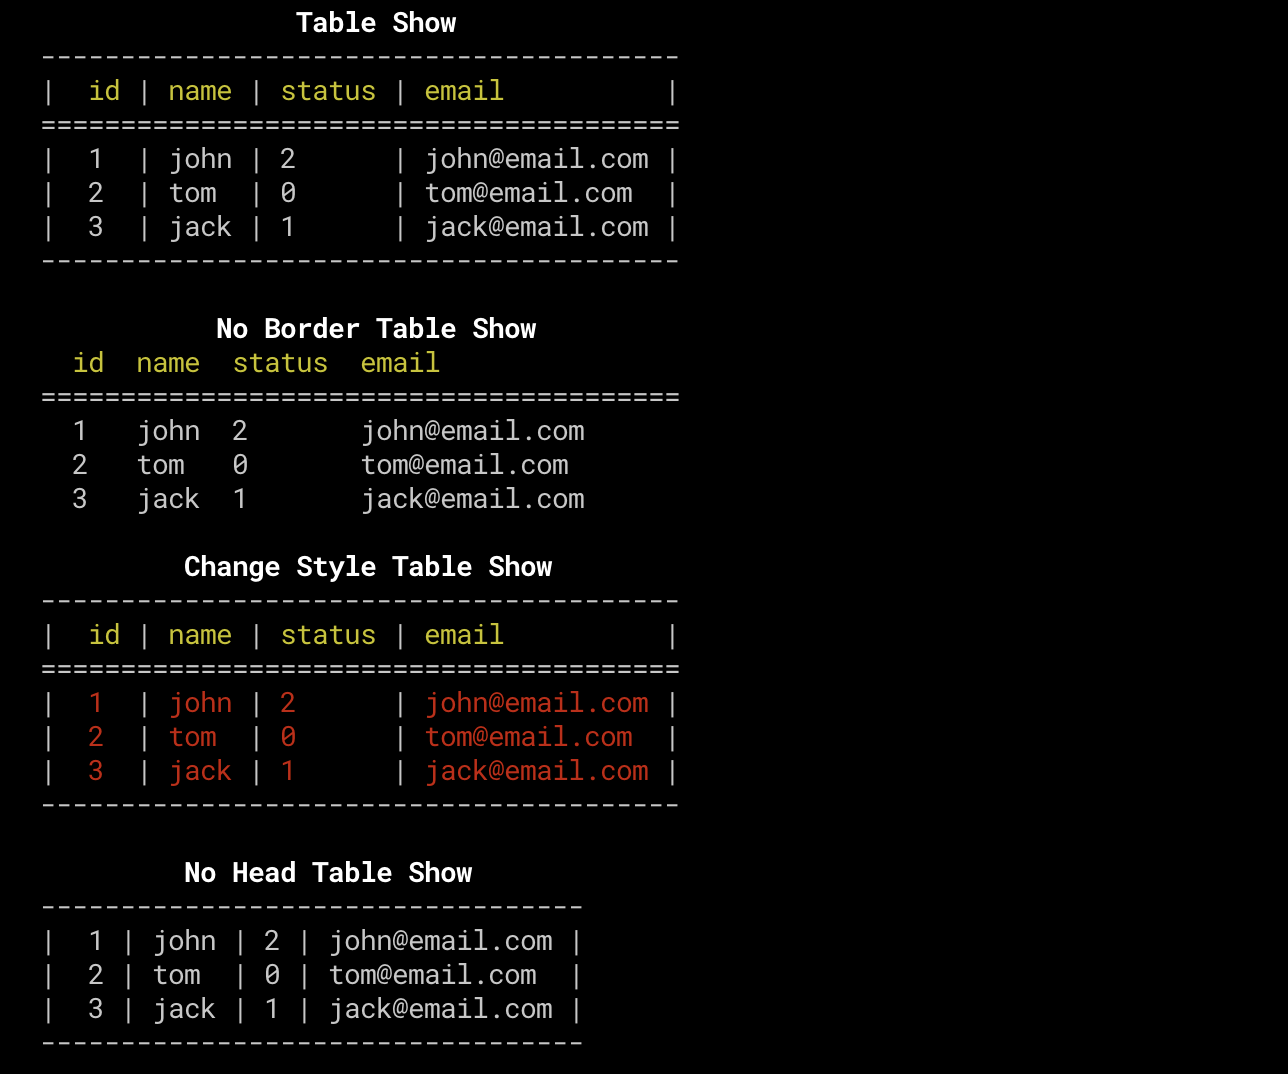 Table Show
----------------------------------------
|  id | name | status | email          |
========================================
|  1  | john | 2      | john@email.com |
|  2  | tom  | 0      | tom@email.com  |
|  3  | jack | 1      | jack@email.com |
----------------------------------------

           No Border Table Show
  id  name  status  email
========================================
  1   john  2       john@email.com
  2   tom   0       tom@email.com
  3   jack  1       jack@email.com

         Change Style Table Show
----------------------------------------
|  id | name | status | email          |
========================================
|  1  | john | 2      | john@email.com |
|  2  | tom  | 0      | tom@email.com  |
|  3  | jack | 1      | jack@email.com |
----------------------------------------

         No Head Table Show
----------------------------------
|  1 | john | 2 | john@email.com |
|  2 | tom  | 0 | tom@email.com  |
|  3 | jack | 1 | jack@email.com |
----------------------------------